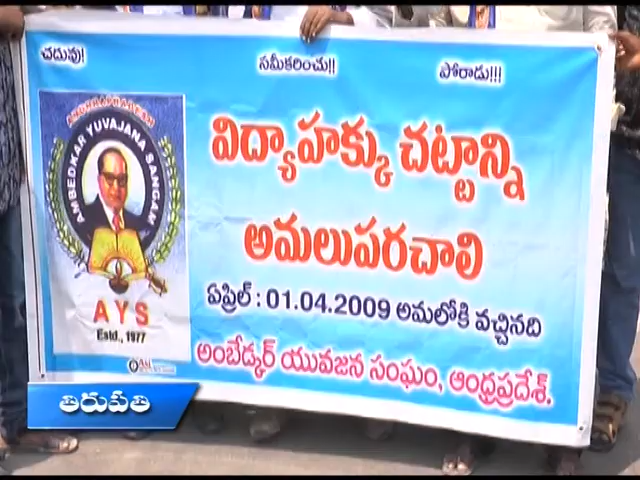 చదువు! సమీకరించు!! పోరాడు!!!
విద్యాహక్కు చట్టాన్ని
అమలుపరచాలి
ఏప్రిల్ : 01.04.2009 అమలోకి వచ్చినది
అంబేడ్కర్ యువజన సంఘం, ఆంధ్రప్రదేశ్.
AMBEDKAR YUVAJANA SANGAM
AYS
Estd., 1977
తిరుపతి